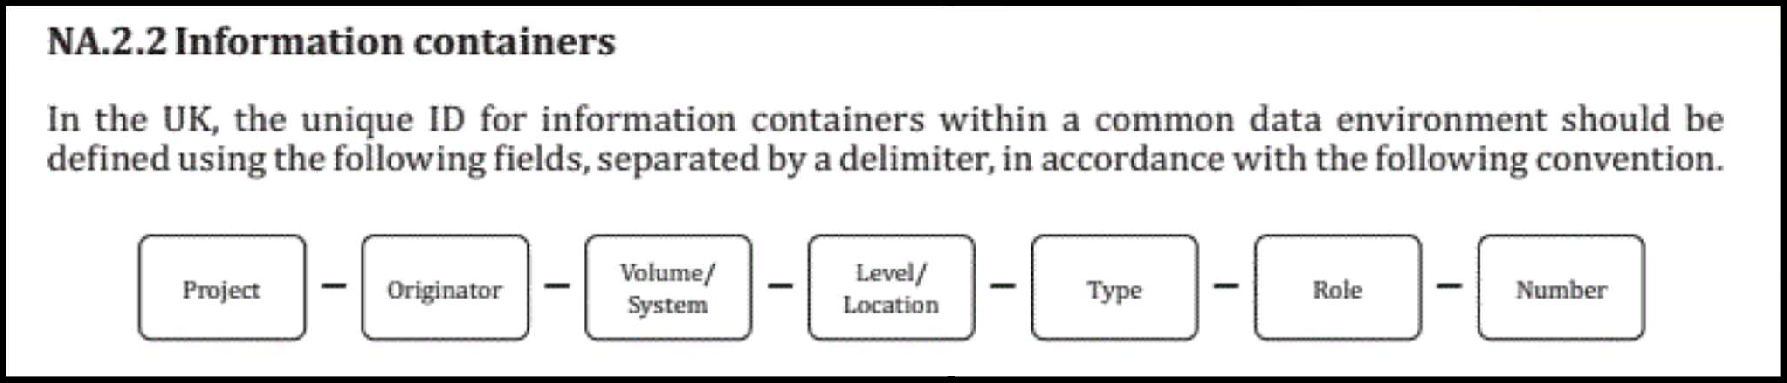 NA.2.2 Information containers
In the UK, the unique ID for information containers within a common data environment should be
defined using the following fields, separated by a delimiter, in accordance with the following convention.
Project – Originator – Volume/ System – Level/ Location – Type – Role – Number